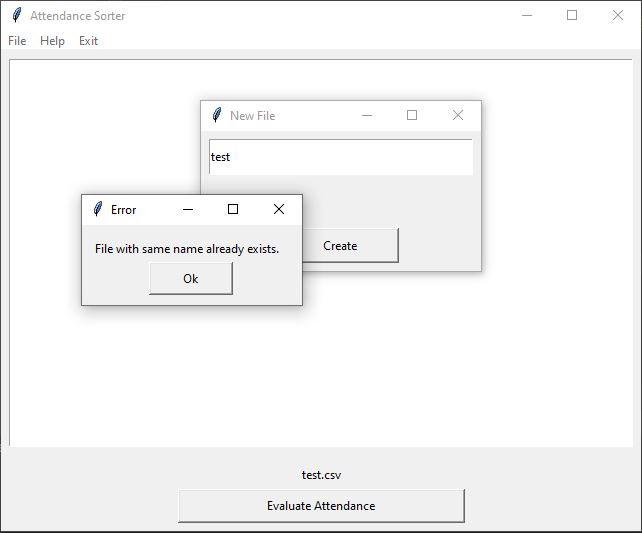 Attendance Sorter
File Help Exit
New File
test
Create
Error
File with same name already exists.
Ok
test.csv
Evaluate Attendance